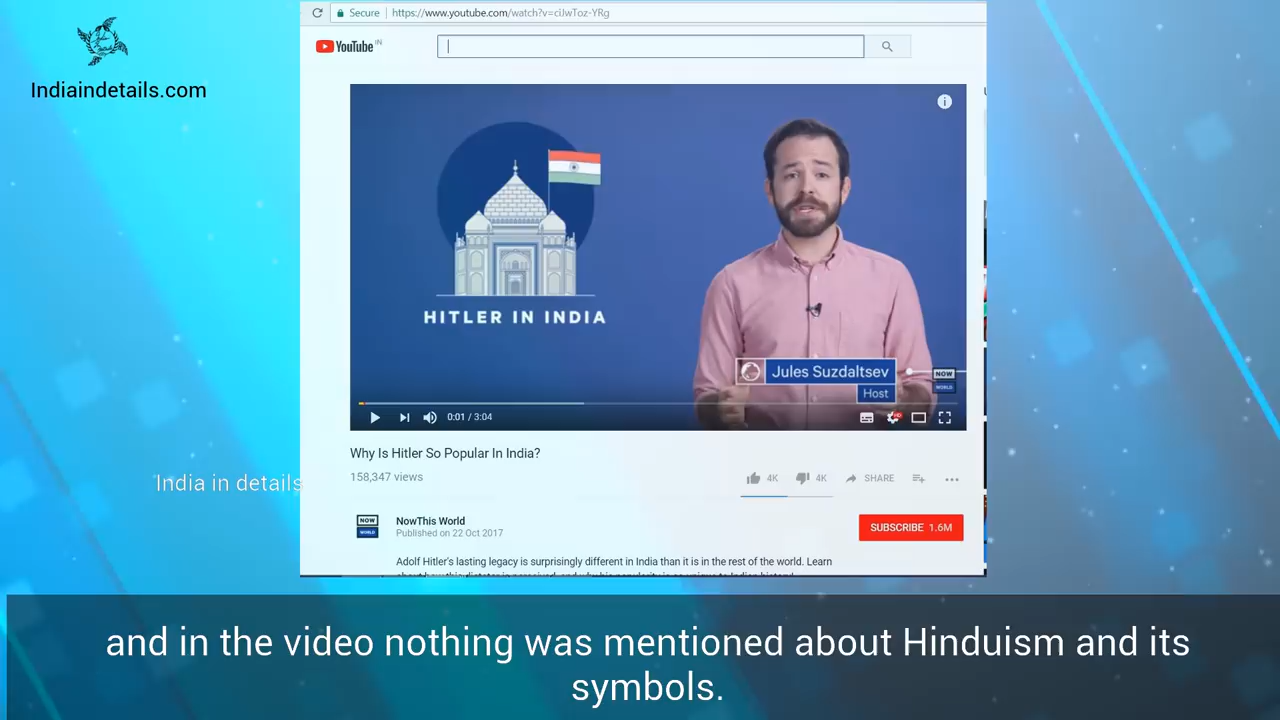 Secure
https://www.youtube.com/watch?v=ciJwToz-YRg
YouTube IN
Indiaindetails.com
HITLER IN INDIA
Jules Suzdaltsev
Host
NOW
WORLD
0:01 / 3:04
HD
Why Is Hitler So Popular In India?
158,347 views
4K
4K
SHARE
India in details
NOW
WORLD
NowThis World
Published on 22 Oct 2017
SUBSCRIBE 1.6M
Adolf Hitler's lasting legacy is surprisingly different in India than it is in the rest of the world. Learn
and in the video nothing was mentioned about Hinduism and its
symbols.